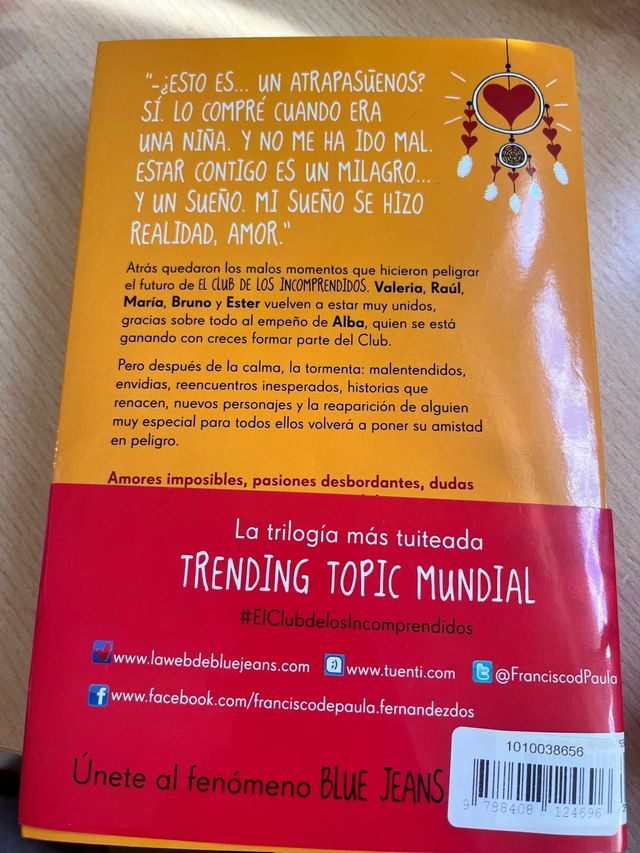 "-¿ESTO ES... UN ATRAPASUEÑOS?
SÍ. LO COMPRÉ CUANDO ERA
UNA NIÑA. Y NO ME HA IDO MAL.
ESTAR CONTIGO ES UN MILAGRO...
Y UN SUEÑO. MI SUEÑO SE HIZO
REALIDAD, AMOR."
Atrás quedaron los malos momentos que hicieron peligrar
el futuro de EL CLUB DE LOS INCOMPRENDIDOS. Valeria, Raúl,
María, Bruno y Ester vuelven a estar muy unidos,
gracias sobre todo al empeño de Alba, quien se está
ganando con creces formar parte del Club.
Pero después de la calma, la tormenta: malentendidos,
envidias, reencuentros inesperados, historias que
renacen, nuevos personajes y la reaparición de alguien
muy especial para todos ellos volverá a poner su amistad
en peligro.
Amores imposibles, pasiones desbordantes, dudas
La trilogía más tuiteada
TRENDING TOPIC MUNDIAL
#ElClubdelosIncomprendidos
www.lawebdebluejeans.com www.tuenti.com @FranciscodPaula
www.facebook.com/franciscodepaula.fernandezdos
Únete al fenómeno BLUE JEANS
1010038656
9 788408 124696